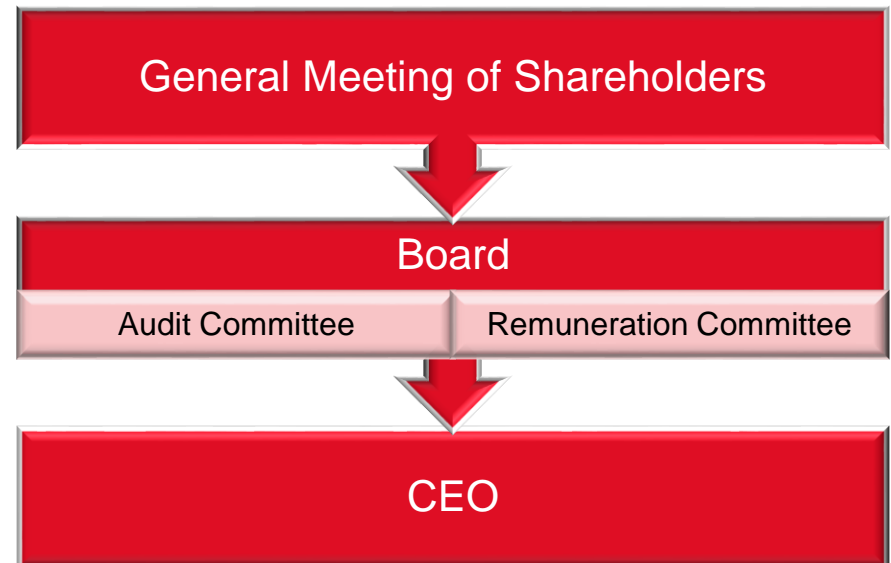 General Meeting of Shareholders
Board
Audit Committee
Remuneration Committee
CEO